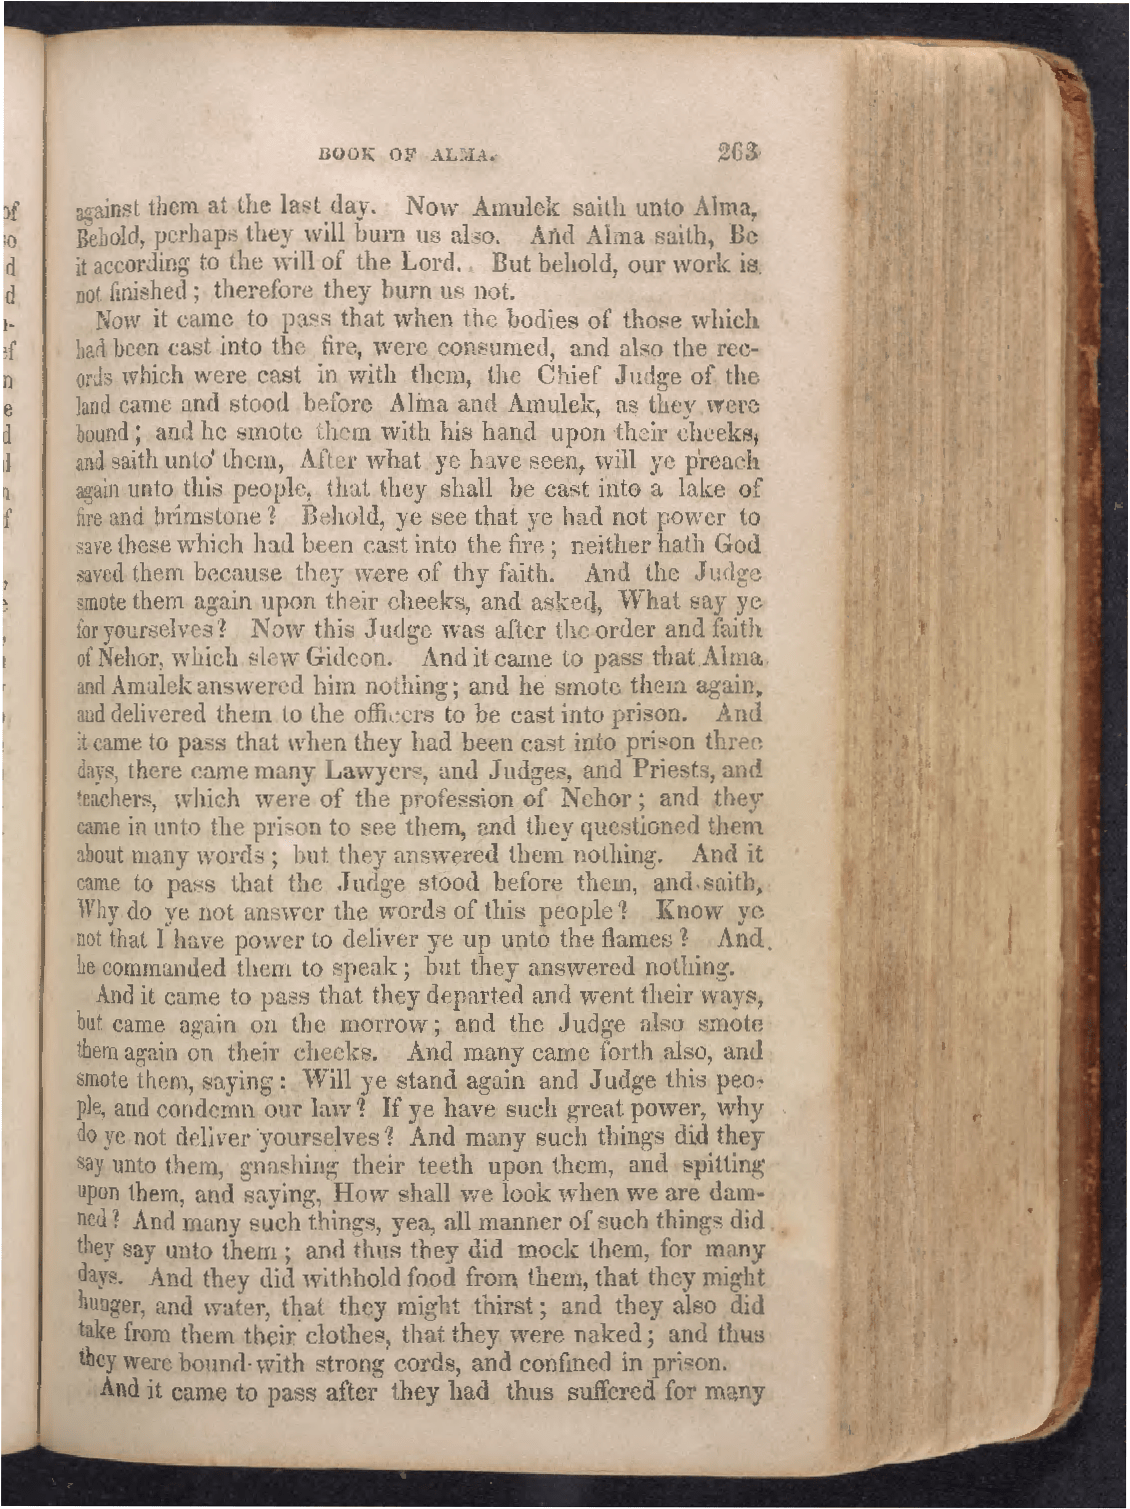 BOOK OF ALMA. 263
against them at the last day. Now Amulek saith unto Alma,
Behold, perhaps they will burn us also. And Alma saith, Be
it according to the will of the Lord. But behold, our work is
not finished; therefore they burn us not.
Now it came to pass that when the bodies of those which
had been cast into the fire, were consumed, and also the rec-
ords which were cast in with them, the Chief Judge of the
land came and stood before Alma and Amulek, as they were
bound; and he smote them with his hand upon their cheeks,
and saith unto them, After what ye have seen, will ye preach
again unto this people, that they shall be cast into a lake of
fire and brimstone? Behold, ye see that ye had not power to
save these which had been cast into the fire; neither hath God
saved them because they were of thy faith. And the Judge
smote them again upon their cheeks, and asked, What say ye
for yourselves? Now this Judge was after the order and faith
of Nehor, which slew Gideon. And it came to pass that Alma
and Amulek answered him nothing; and he smote them again,
and delivered them to the officers to be cast into prison. And
it came to pass that when they had been cast into prison three
days, there came many Lawyers, and Judges, and Priests, and
teachers, which were of the profession of Nehor; and they
came in unto the prison to see them, and they questioned them
about many words; but they answered them nothing. And it
came to pass that the Judge stood before them, and saith,
Why do ye not answer the words of this people? Know ye
not that I have power to deliver ye up unto the flames? And
he commanded them to speak; but they answered nothing.
And it came to pass that they departed and went their ways,
but came again on the morrow; and the Judge also smote
them again on their cheeks. And many came forth also, and
smote them, saying: Will ye stand again and Judge this peo-
ple, and condemn our law? If ye have such great power, why
do ye not deliver yourselves? And many such things did they
say unto them, gnashing their teeth upon them, and spitting
upon them, and saying, How shall we look when we are dam-
ned? And many such things, yea, all manner of such things did
they say unto them; and thus they did mock them, for many
days. And they did withhold food from them, that they might
hunger, and water, that they might thirst; and they also did
take from them their clothes, that they were naked; and thus
they were bound with strong cords, and confined in prison.
And it came to pass after they had thus suffered for many